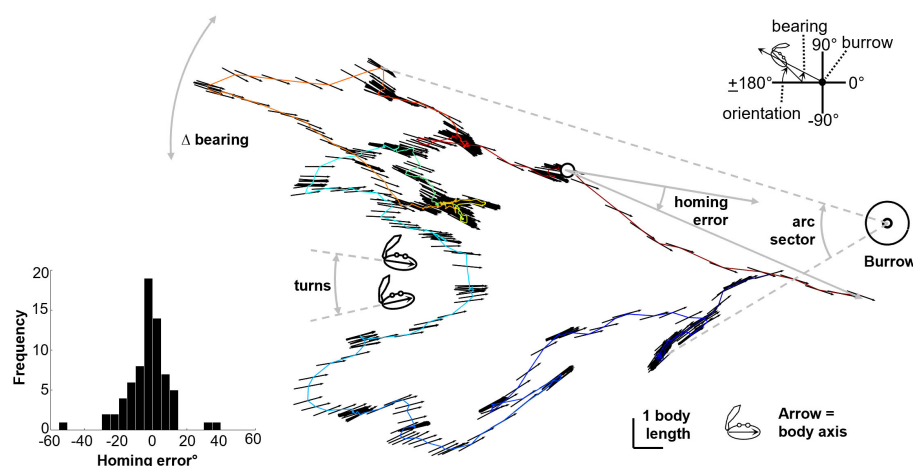 bearing
90°
burrow
±180°
0°
orientation
-90°
Δ bearing
homing
error
arc
sector
Burrow
turns
20
15
10
5
0
Frequency
-60
-40
-20
0
20
40
60
Homing error°
1 body
length
Arrow =
body axis